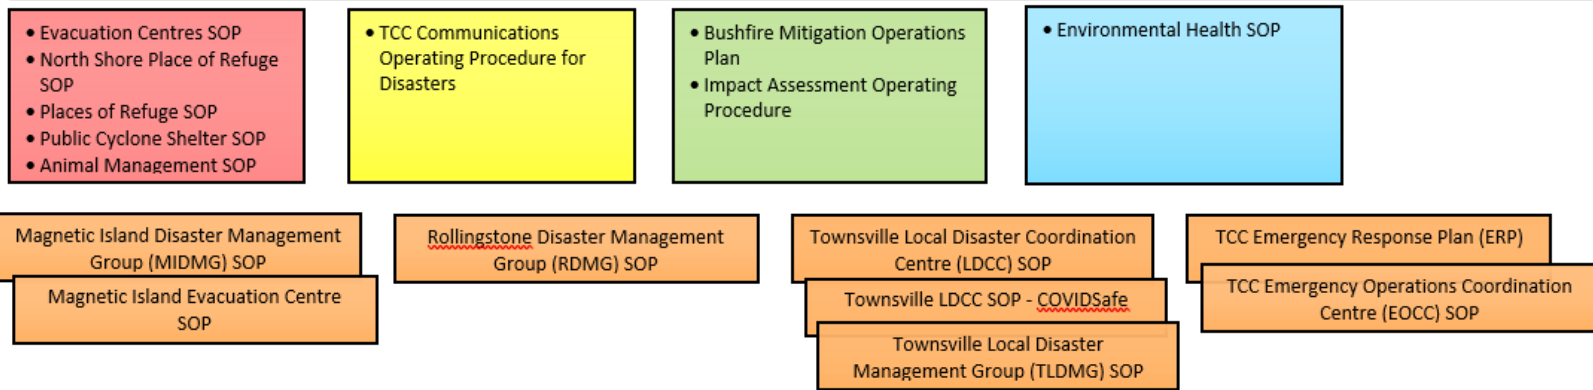 • Evacuation Centres SOP
• North Shore Place of Refuge
SOP
• Places of Refuge SOP
• Public Cyclone Shelter SOP
• Animal Management SOP
• TCC Communications
Operating Procedure for
Disasters
• Bushfire Mitigation Operations
Plan
• Impact Assessment Operating
Procedure
• Environmental Health SOP
Magnetic Island Disaster Management
Group (MIDMG) SOP
Magnetic Island Evacuation Centre
SOP
Rollingstone Disaster Management
Group (RDMG) SOP
Townsville Local Disaster Coordination
Centre (LDCC) SOP
Townsville LDCC SOP - COVIDSafe
Townsville Local Disaster
Management Group (TLDMG) SOP
TCC Emergency Response Plan (ERP)
TCC Emergency Operations Coordination
Centre (EOCC) SOP